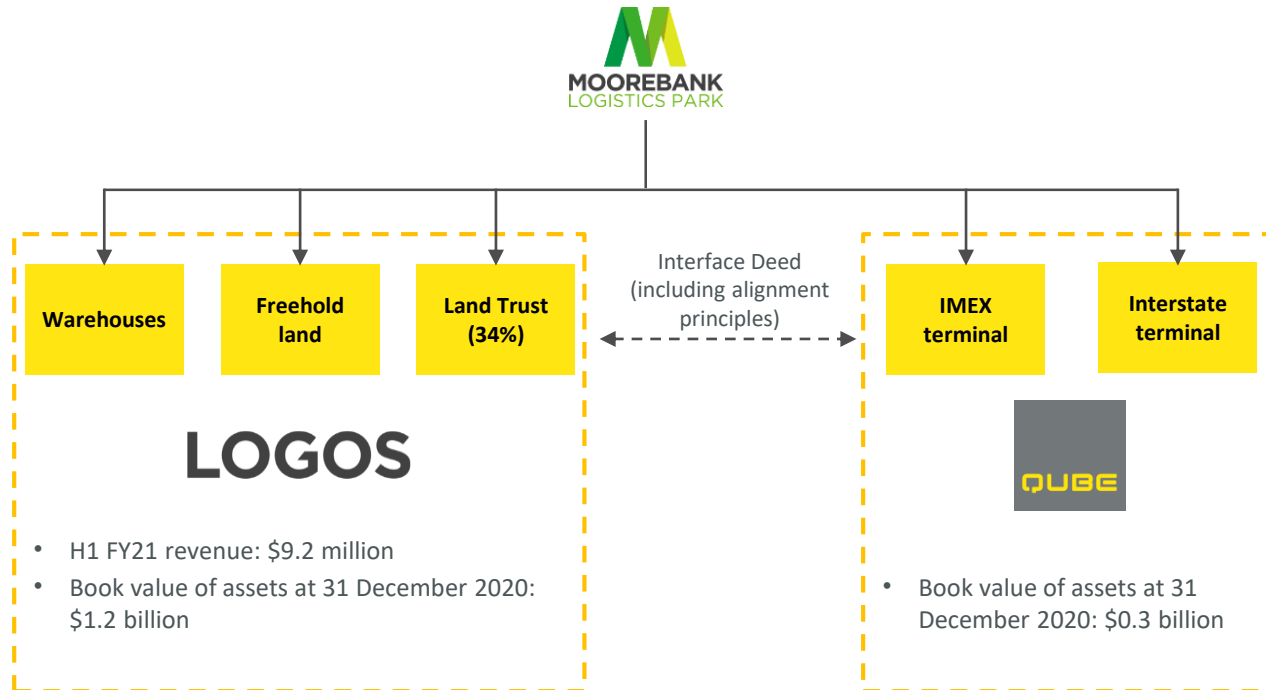 MOOREBANK
LOGISTICS PARK
Warehouses
Freehold
land
Land Trust
(34%)
Interface Deed
(including alignment
principles)
IMEX
terminal
Interstate
terminal
LOGOS
QUBE
• H1 FY21 revenue: $9.2 million
• Book value of assets at 31 December 2020:
$1.2 billion
• Book value of assets at 31
December 2020: $0.3 billion